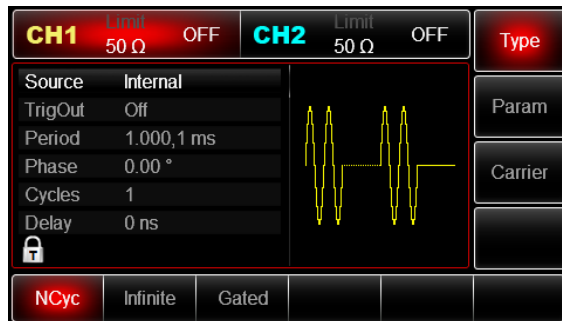 CH1 Limit 50 Ω OFF CH2 Limit 50 Ω OFF Type
Source Internal
TrigOut Off
Period 1.000,1 ms
Phase 0.00 °
Cycles 1
Delay 0 ns
T
Param
Carrier
NCyc Infinite Gated